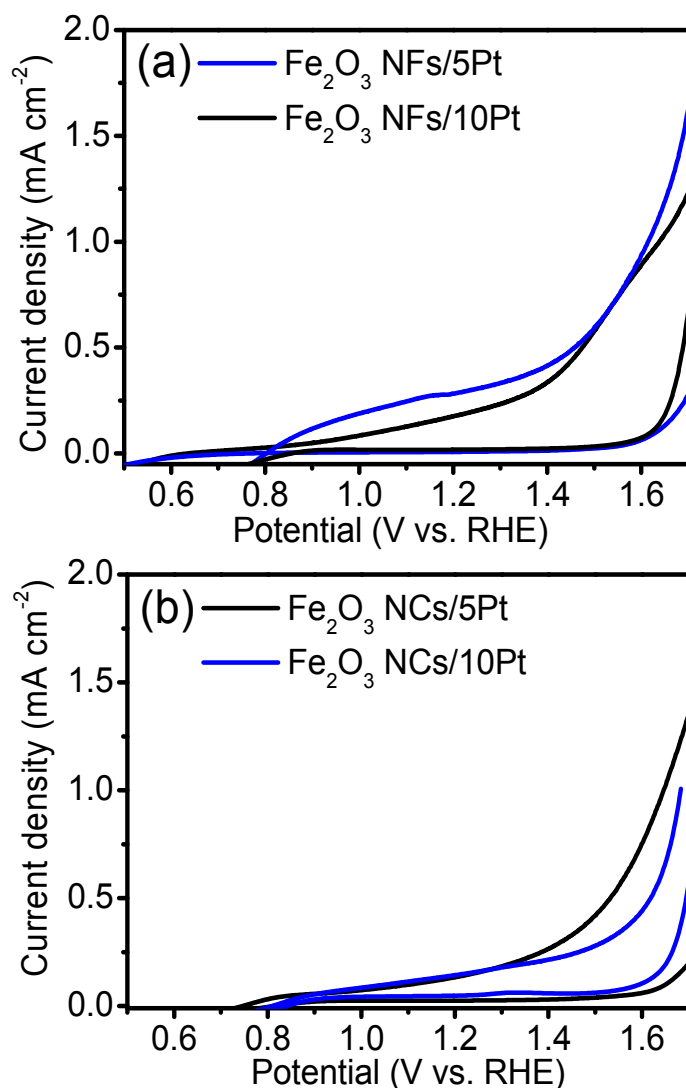 (a)
Fe₂O₃ NFs/5Pt
Fe₂O₃ NFs/10Pt
Current density (mA cm⁻²)
2.0
1.5
1.0
0.5
0.0
0.6 0.8 1.0 1.2 1.4 1.6
Potential (V vs. RHE)
(b)
Fe₂O₃ NCs/5Pt
Fe₂O₃ NCs/10Pt
Current density (mA cm⁻²)
2.0
1.5
1.0
0.5
0.0
0.6 0.8 1.0 1.2 1.4 1.6
Potential (V vs. RHE)